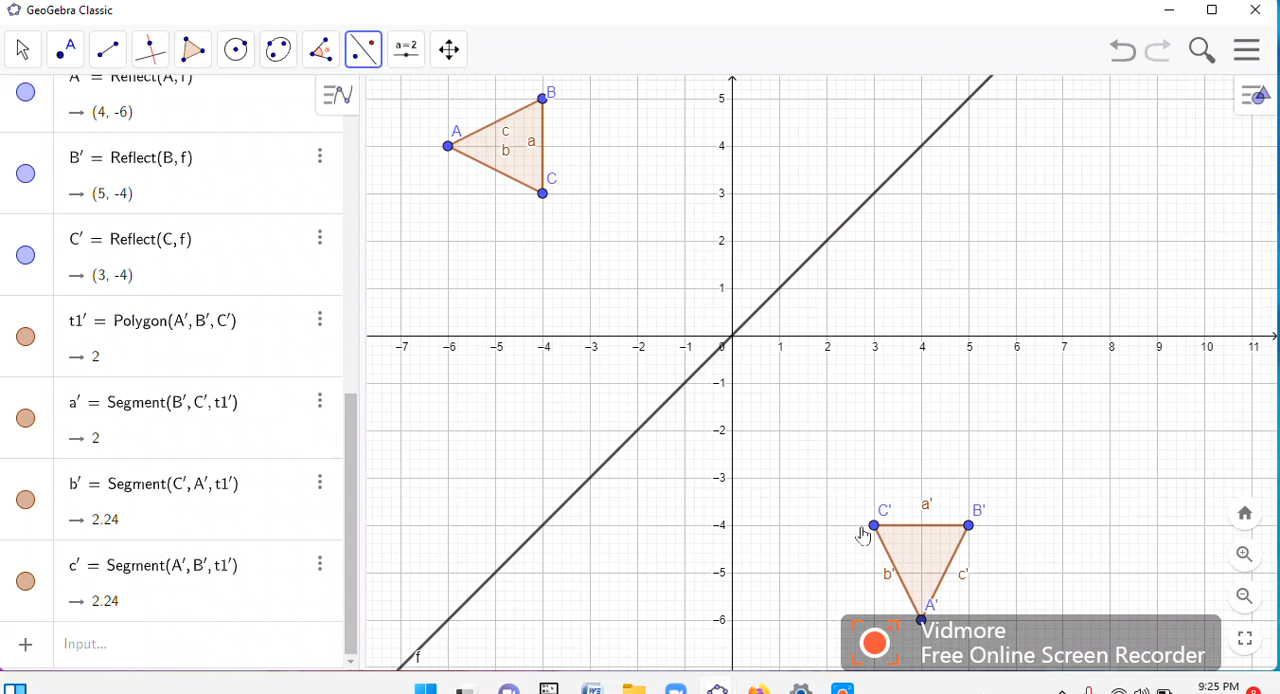 GeoGebra Classic
A
a=2
A′ = Reflect(A, f)
→ (4, -6)
B′ = Reflect(B, f)
→ (5, -4)
C′ = Reflect(C, f)
→ (3, -4)
t1′ = Polygon(A′, B′, C′)
→ 2
a′ = Segment(B′, C′, t1′)
→ 2
b′ = Segment(C′, A′, t1′)
→ 2.24
c′ = Segment(A′, B′, t1′)
→ 2.24
+ Input...
B
A
c
a
b
C
5
4
3
2
1
−7 −6 −5 −4 −3 −2 −1 0 1 2 3 4 5 6 7 8 9 10 11
−1
−2
−3
−4
−5
−6
f
a'
C' B'
b' c'
A'
Vidmore
Free Online Screen Recorder
9:25 PM